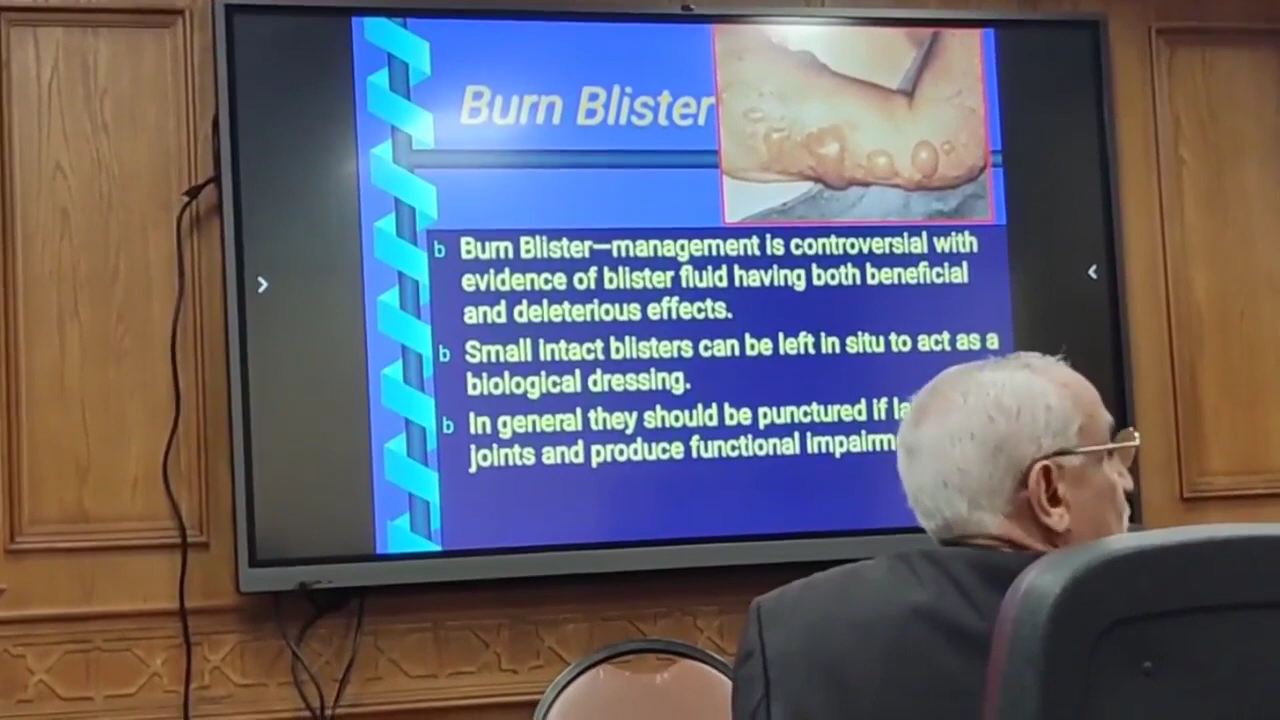 Burn Blister
b Burn Blister—management is controversial with
evidence of blister fluid having both beneficial
and deleterious effects.
b Small intact blisters can be left in situ to act as a
biological dressing.
b In general they should be punctured if
joints and produce functional